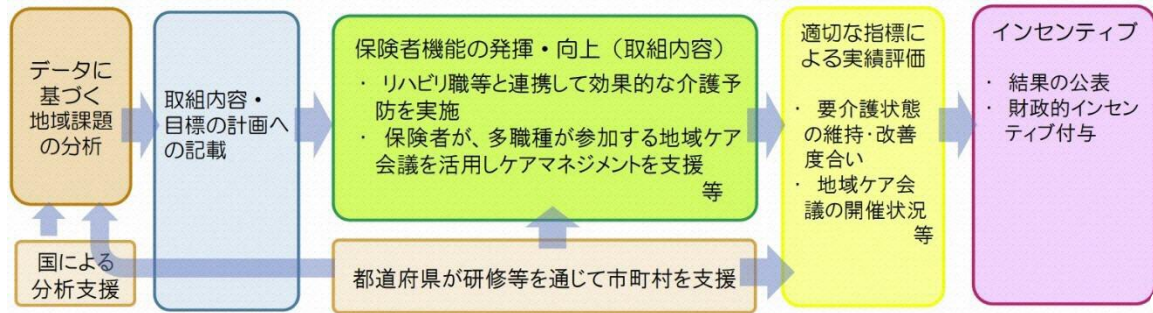 データに
基づく
地域課題
の分析
取組内容・
目標の計画へ
の記載
保険者機能の発揮・向上（取組内容）
・ リハビリ職等と連携して効果的な介護予
防を実施
・ 保険者が、多職種が参加する地域ケア
会議を活用しケアマネジメントを支援
等
適切な指標
による実績評価
・ 要介護状態
の維持・改善
度合い
・ 地域ケア会
議の開催状況
等
インセンティブ
・ 結果の公表
・ 財政的インセン
ティブ付与
国による
分析支援
都道府県が研修等を通じて市町村を支援